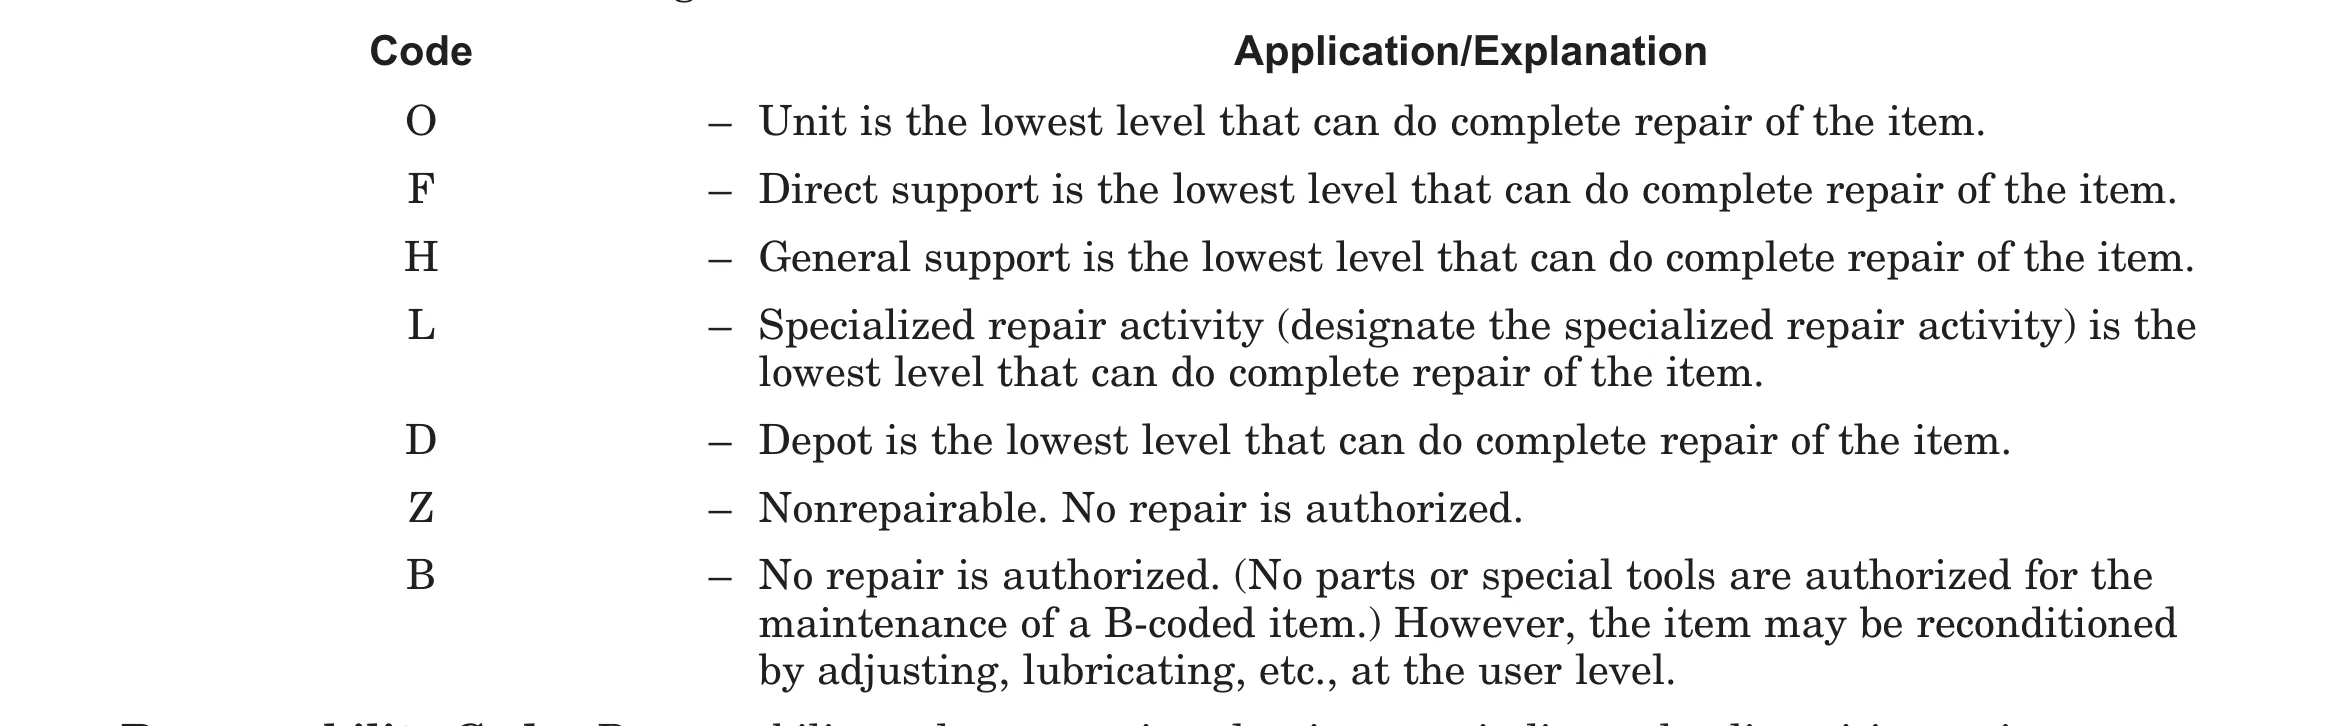 Code Application/Explanation
O – Unit is the lowest level that can do complete repair of the item.
F – Direct support is the lowest level that can do complete repair of the item.
H – General support is the lowest level that can do complete repair of the item.
L – Specialized repair activity (designate the specialized repair activity) is the
lowest level that can do complete repair of the item.
D – Depot is the lowest level that can do complete repair of the item.
Z – Nonrepairable. No repair is authorized.
B – No repair is authorized. (No parts or special tools are authorized for the
maintenance of a B-coded item.) However, the item may be reconditioned
by adjusting, lubricating, etc., at the user level.